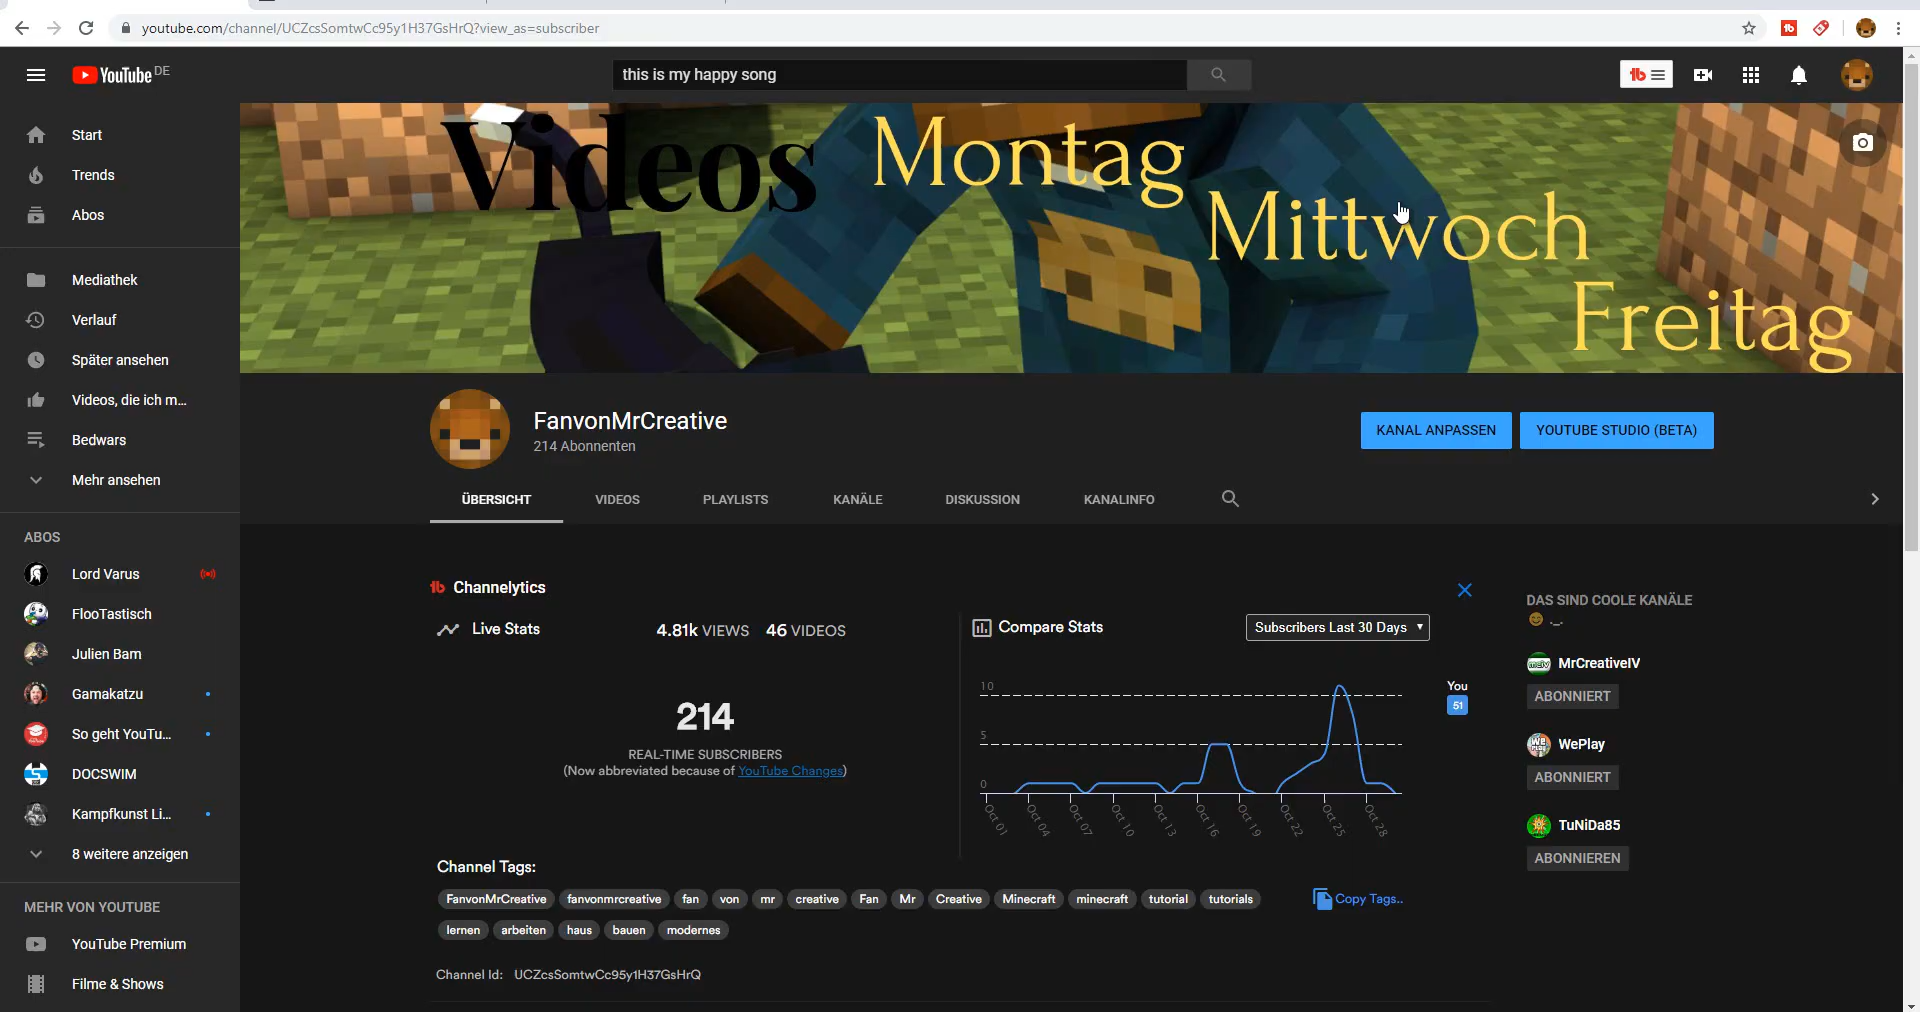 youtube.com/channel/UCZcsSomtwCc95y1H37GsHrQ?view_as=subscriber
YouTube DE
this is my happy song
Start
Trends
Abos
Mediathek
Verlauf
Später ansehen
Videos, die ich m...
Bedwars
Mehr ansehen
ABOS
Lord Varus
FlooTastisch
Julien Bam
Gamakatzu
So geht YouTu...
DOCSWIM
Kampfkunst Li...
8 weitere anzeigen
MEHR VON YOUTUBE
YouTube Premium
Filme & Shows
Videos
Montag
Mittwoch
Freitag
FanvonMrCreative
214 Abonnenten
KANAL ANPASSEN
YOUTUBE STUDIO (BETA)
ÜBERSICHT VIDEOS PLAYLISTS KANÄLE DISKUSSION KANALINFO
tb Channelytics
Live Stats
4.81k VIEWS 46 VIDEOS
214
REAL-TIME SUBSCRIBERS
(Now abbreviated because of YouTube Changes)
Compare Stats
Subscribers Last 30 Days
10
5
0
Oct 01 Oct 04 Oct 07 Oct 10 Oct 13 Oct 16 Oct 19 Oct 22 Oct 25 Oct 28
You
51
Channel Tags:
FanvonMrCreative fanvonmrcreative fan von mr creative Fan Mr Creative Minecraft minecraft tutorial tutorials
lernen arbeiten haus bauen modernes
Copy Tags..
Channel Id: UCZcsSomtwCc95y1H37GsHrQ
DAS SIND COOLE KANÄLE
._.
MrCreativeIV
ABONNIERT
WePlay
ABONNIERT
TuNiDa85
ABONNIEREN